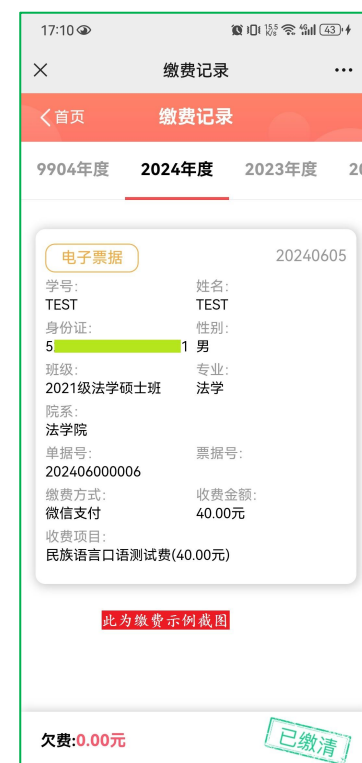 17:10 15.5 K/s 4G 43
缴费记录
首页 缴费记录
9904年度 2024年度 2023年度 20
电子票据 20240605
学号: 姓名:
TEST TEST
身份证: 性别:
5 1 男
班级: 专业:
2021级法学硕士班 法学
院系:
法学院
单据号: 票据号:
202406000006
缴费方式: 收费金额:
微信支付 40.00元
收费项目:
民族语言口语测试费(40.00元)
此为缴费示例截图
欠费:0.00元 已缴清